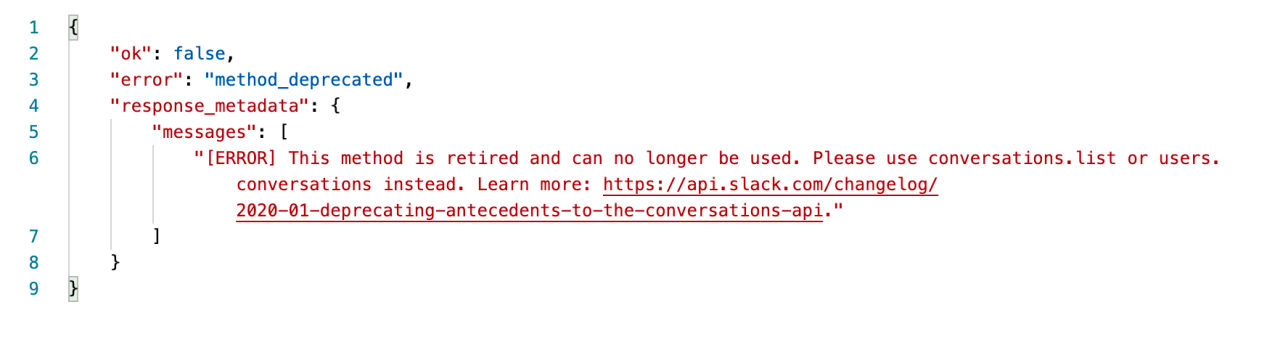 1 {
2     "ok": false,
3     "error": "method_deprecated",
4     "response_metadata": {
5         "messages": [
6             "[ERROR] This method is retired and can no longer be used. Please use conversations.list or users.
conversations instead. Learn more: https://api.slack.com/changelog/
2020-01-deprecating-antecedents-to-the-conversations-api."
7         ]
8     }
9 }